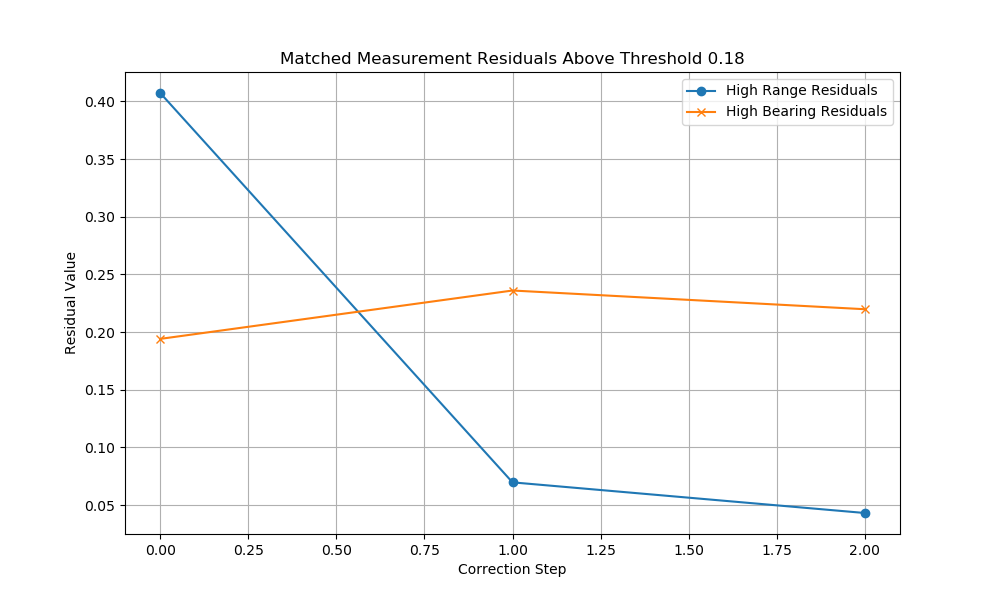 Matched Measurement Residuals Above Threshold 0.18
High Range Residuals
High Bearing Residuals
Residual Value
0.40
0.35
0.30
0.25
0.20
0.15
0.10
0.05
0.00 0.25 0.50 0.75 1.00 1.25 1.50 1.75 2.00
Correction Step